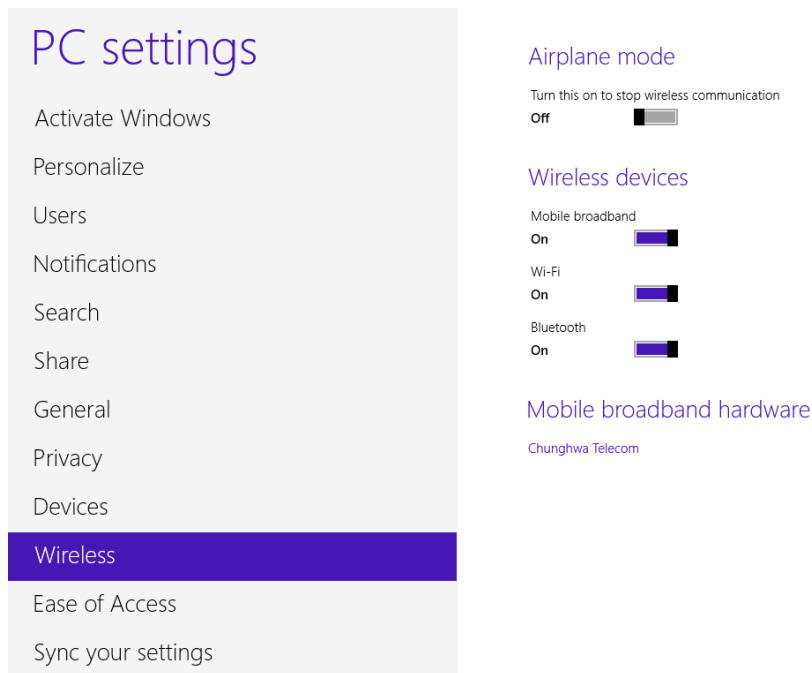 PC settings
Activate Windows
Personalize
Users
Notifications
Search
Share
General
Privacy
Devices
Wireless
Ease of Access
Sync your settings
Airplane mode
Turn this on to stop wireless communication
Off
Wireless devices
Mobile broadband
On
Wi-Fi
On
Bluetooth
On
Mobile broadband hardware
Chunghwa Telecom